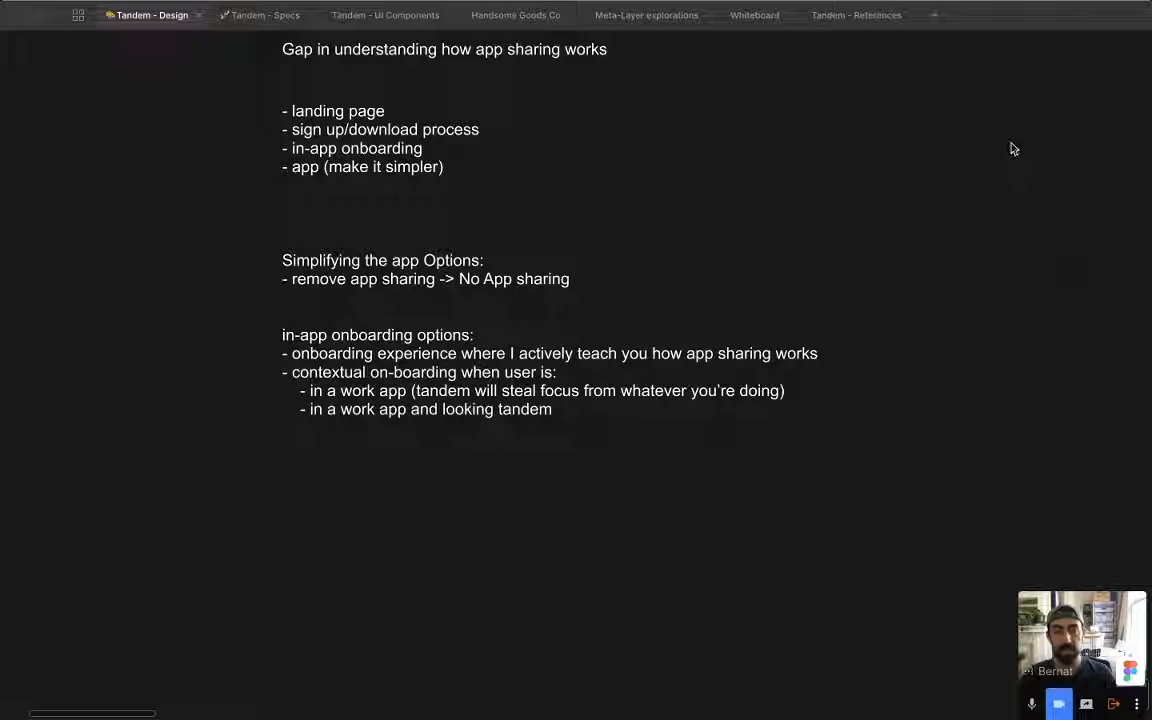 Tandem - Design
Tandem - Specs
Tandem - UI Components
Handsome Goods Co
Meta-Layer explorations
Whiteboard
Tandem - References
Gap in understanding how app sharing works
- landing page
- sign up/download process
- in-app onboarding
- app (make it simpler)
Simplifying the app Options:
- remove app sharing -> No App sharing
in-app onboarding options:
- onboarding experience where I actively teach you how app sharing works
- contextual on-boarding when user is:
- in a work app (tandem will steal focus from whatever you're doing)
- in a work app and looking tandem
Bernat